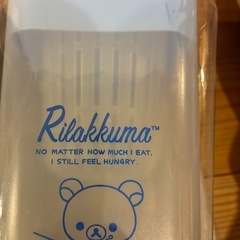 Rilakkuma™
NO MATTER HOW MUCH I EAT,
I STILL FEEL HUNGRY.